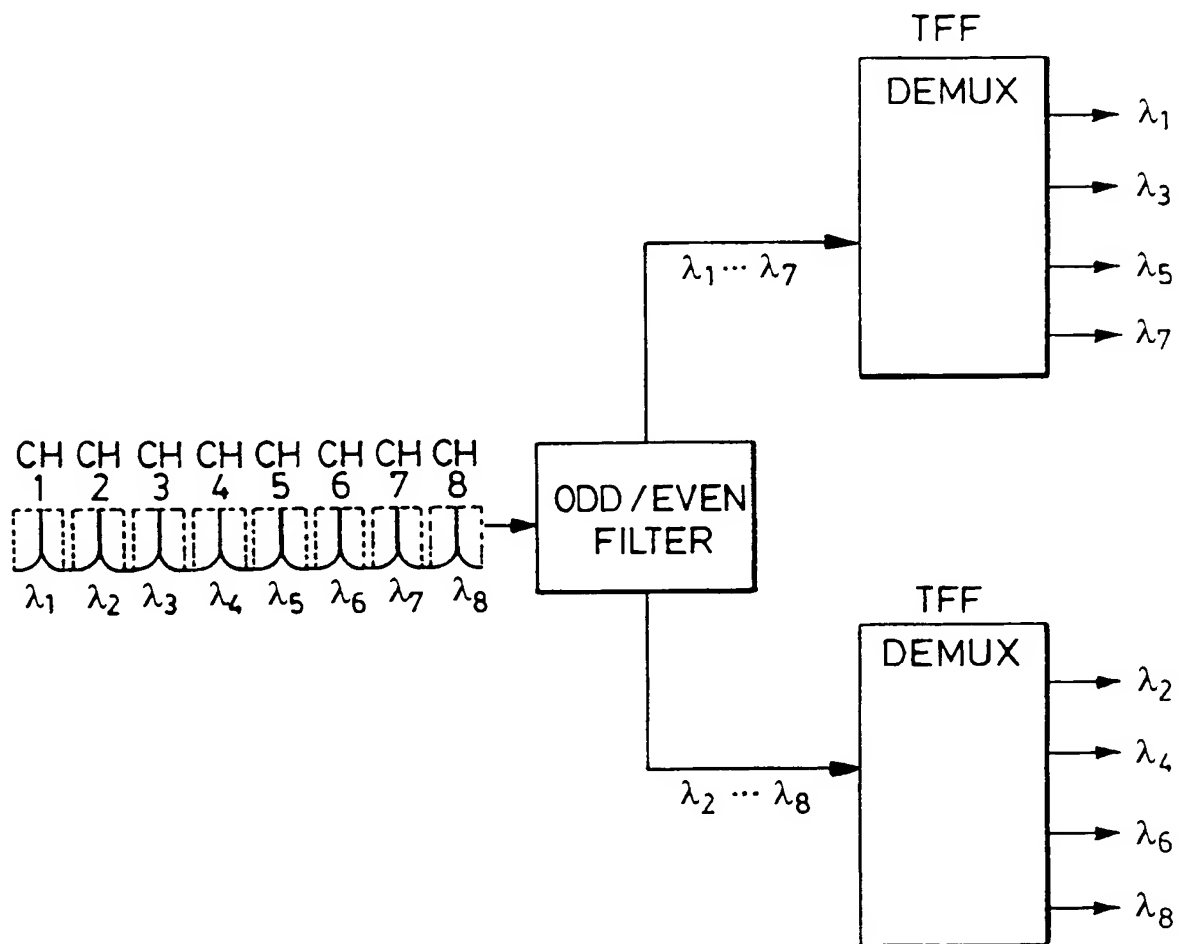 TFF
DEMUX
λ1
λ3
λ5
λ7
λ1 ··· λ7
CH CH CH CH CH CH CH CH
1 2 3 4 5 6 7 8
λ1 λ2 λ3 λ4 λ5 λ6 λ7 λ8
ODD / EVEN
FILTER
TFF
DEMUX
λ2
λ4
λ6
λ8
λ2 ··· λ8